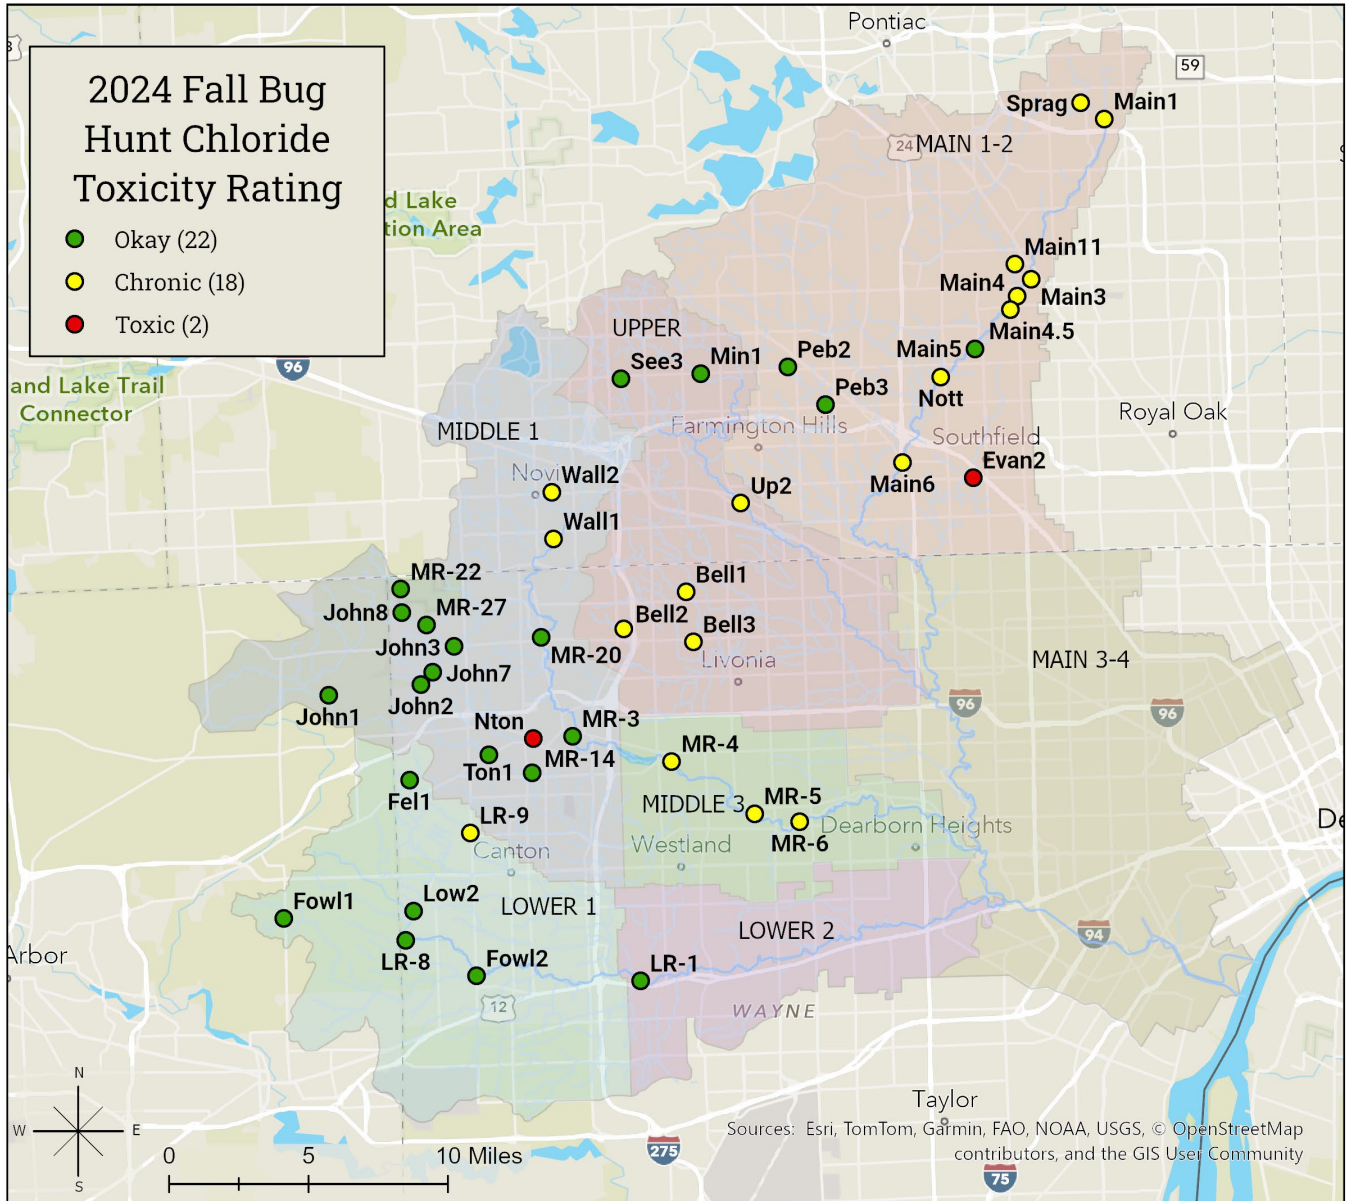 Pontiac
59
2024 Fall Bug
Hunt Chloride
Toxicity Rating
Okay (22)
Chronic (18)
Toxic (2)
Sprag
Main1
24
MAIN 1-2
d Lake
tion Area
Main11
Main4
Main3
Main4.5
UPPER
See3
Min1
Peb2
Main5
96
and Lake Trail
Connector
Peb3
Nott
Royal Oak
MIDDLE 1
Farmington Hills
Southfield
Evan2
Novi
Wall2
Up2
Main6
Wall1
MR-22
Bell1
John8
MR-27
Bell2
Bell3
John3
MR-20
Livonia
MAIN 3-4
John7
John2
John1
96
96
Nton
MR-3
MR-4
Ton1
MR-14
Fel1
MIDDLE 3
MR-5
LR-9
Dearborn Heights
De
Canton
Westland
MR-6
Fowl1
Low2
LOWER 1
LOWER 2
94
Arbor
LR-8
Fowl2
LR-1
12
WAYNE
N
W
E
S
Taylor
0
5
10 Miles
275
75
Sources: Esri, TomTom, Garmin, FAO, NOAA, USGS, © OpenStreetMap
contributors, and the GIS User Community